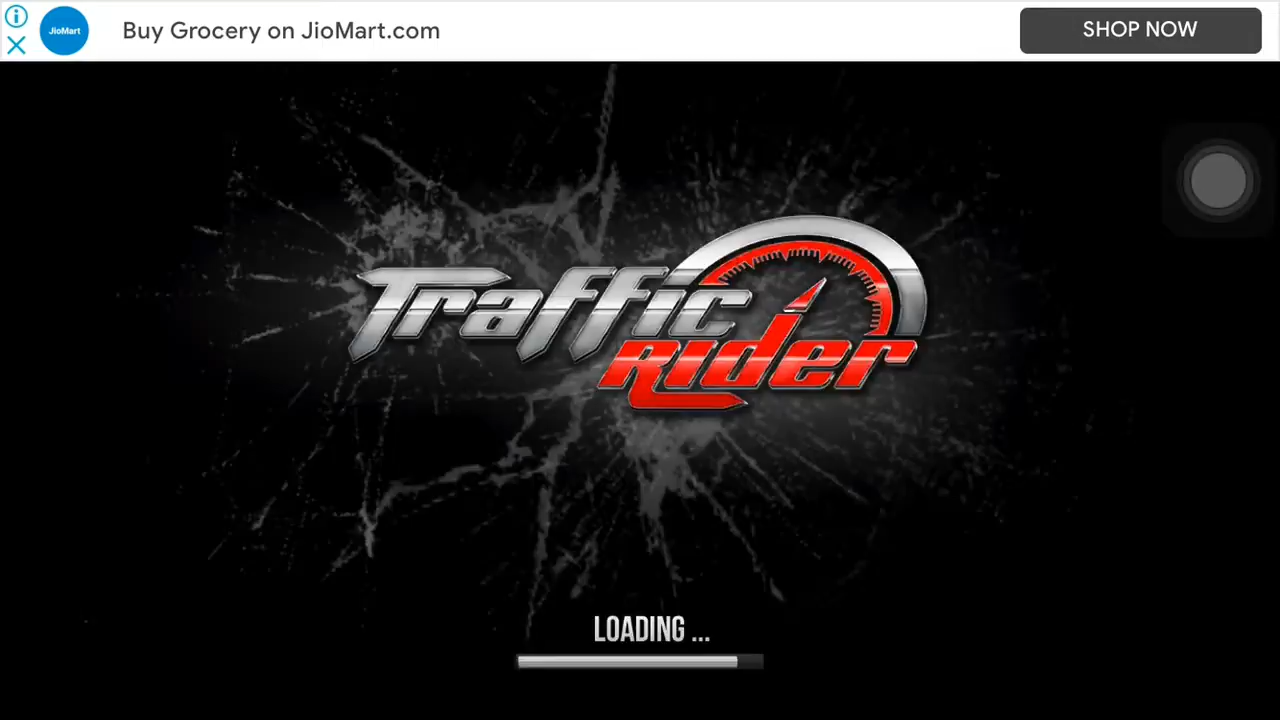 JioMart
Buy Grocery on JioMart.com
SHOP NOW
Traffic
Rider
LOADING ...